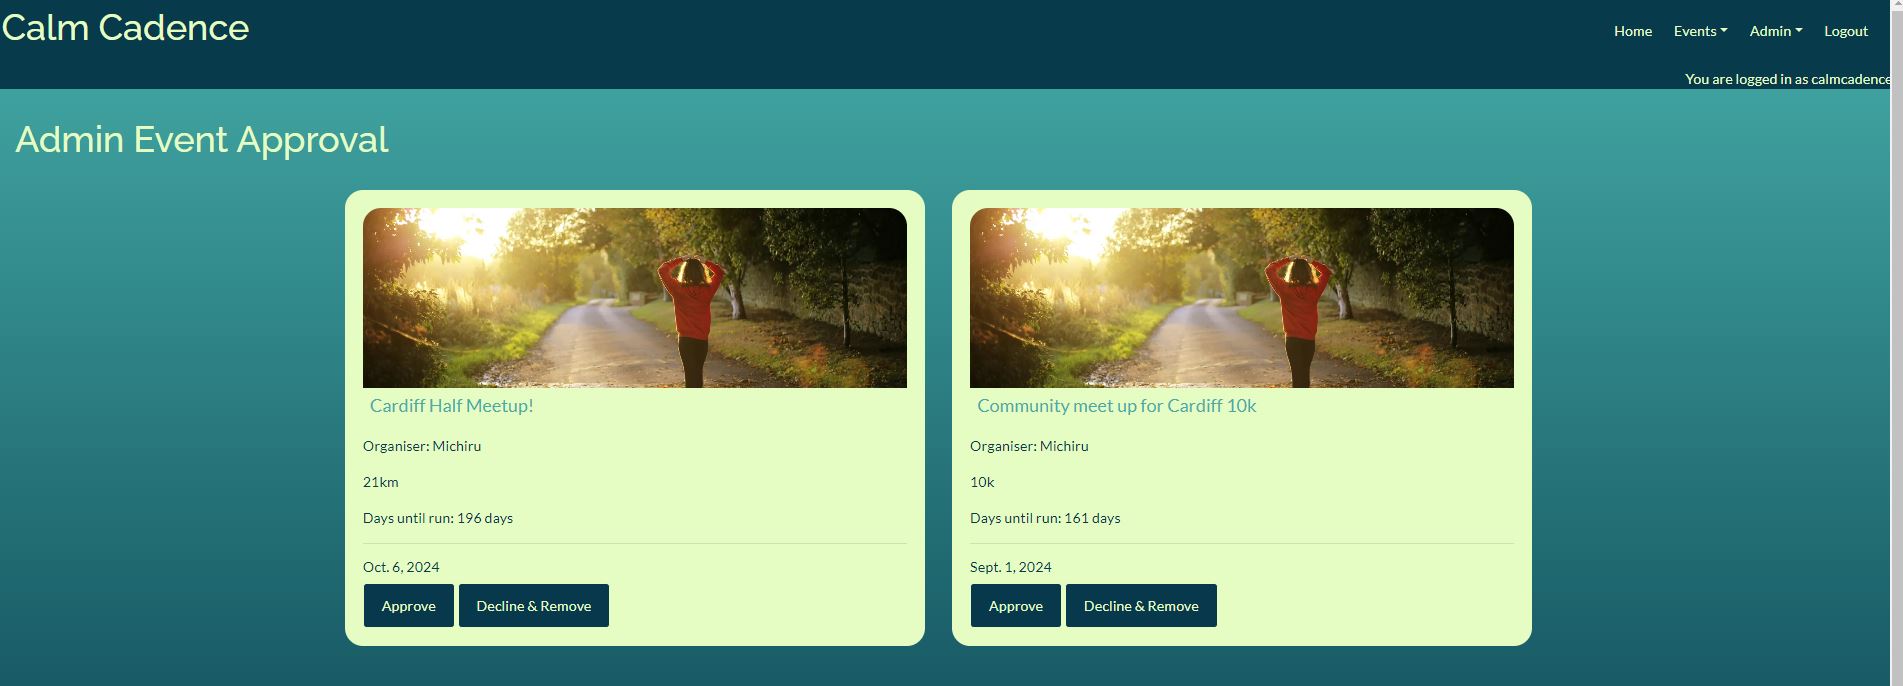 Calm Cadence
Home Events Admin Logout
You are logged in as calmcadence
Admin Event Approval
Cardiff Half Meetup!
Organiser: Michiru
21km
Days until run: 196 days
Oct. 6, 2024
Approve Decline & Remove
Community meet up for Cardiff 10k
Organiser: Michiru
10k
Days until run: 161 days
Sept. 1, 2024
Approve Decline & Remove